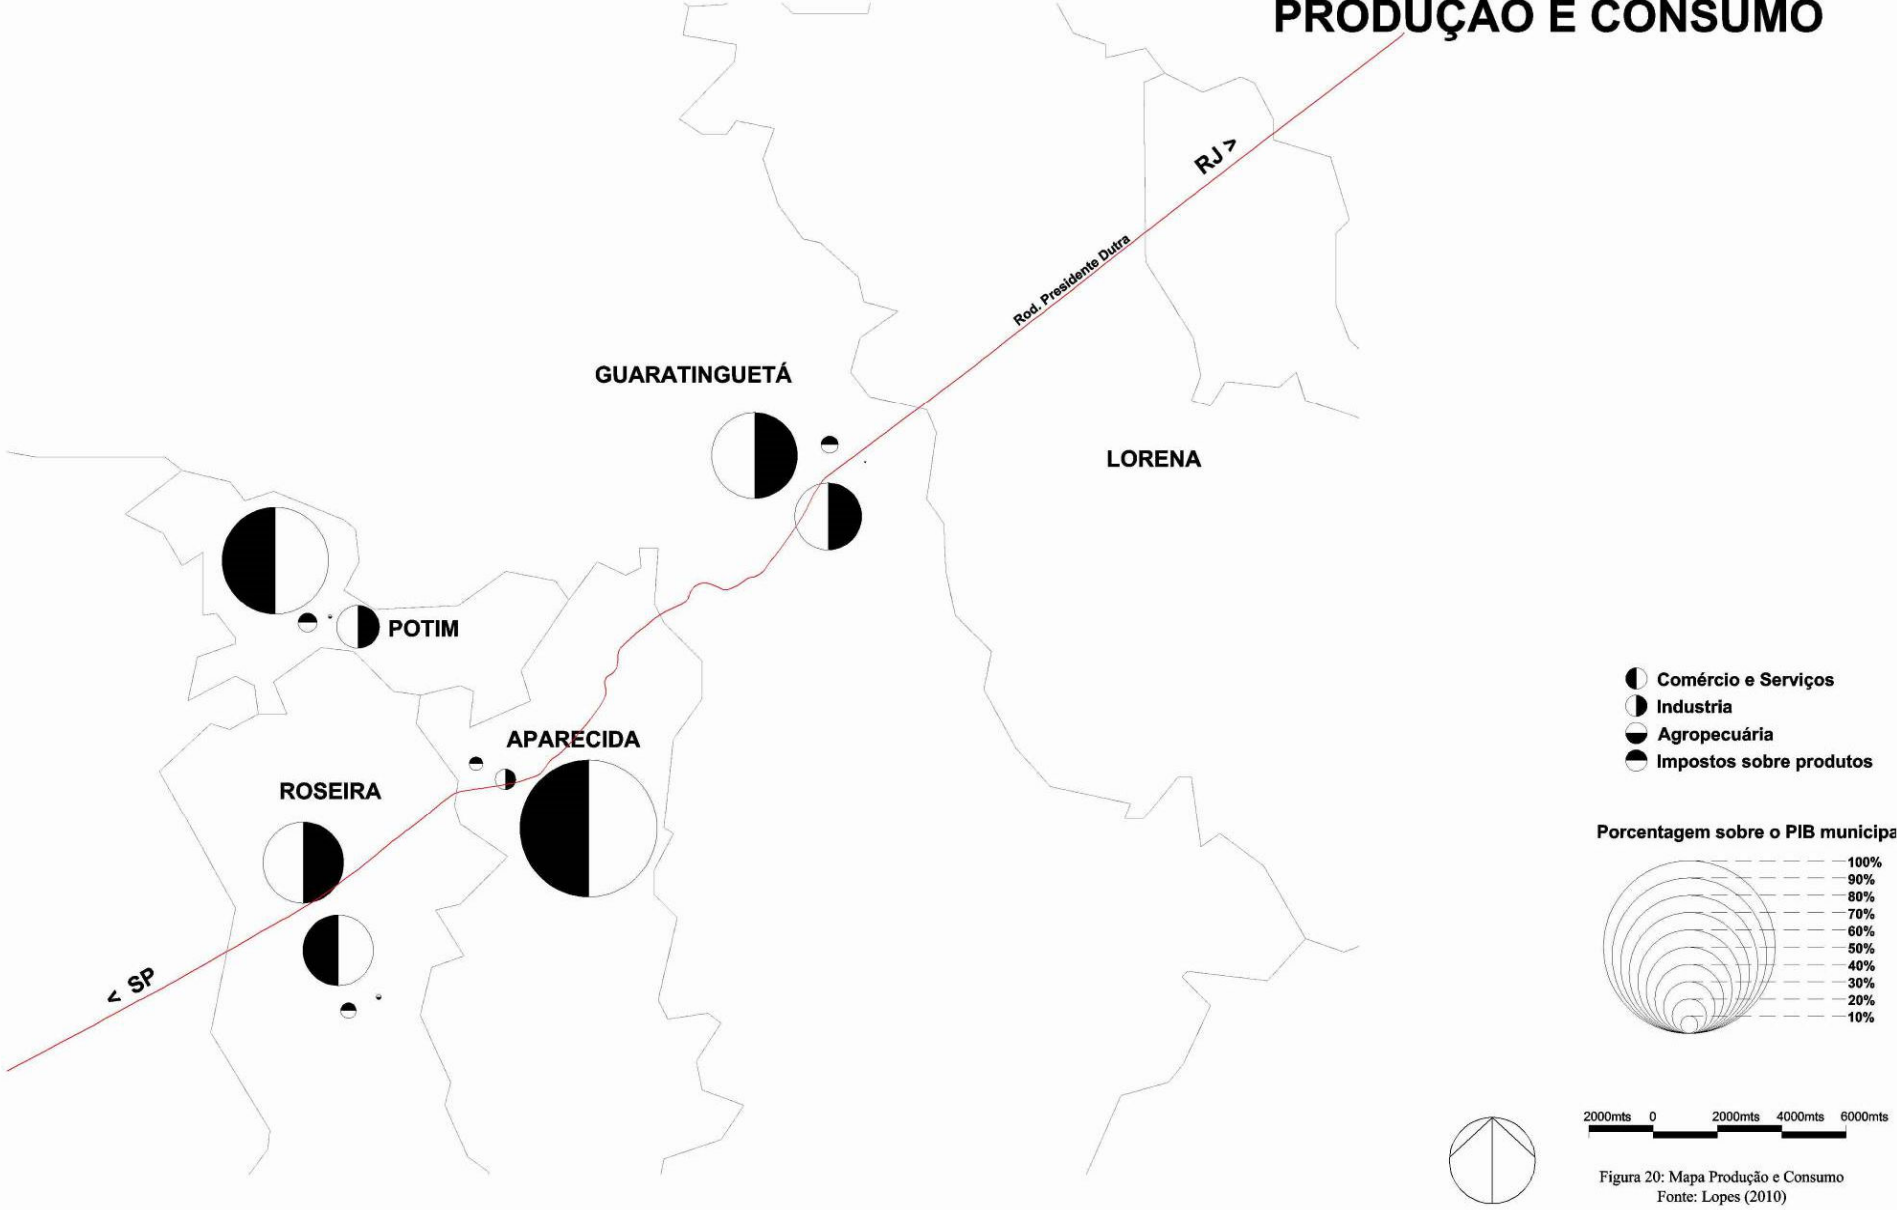 PRODUÇÃO E CONSUMO
RJ >
Rod. Presidente Dutra
GUARATINGUETÁ
LORENA
POTIM
APARECIDA
ROSEIRA
< SP
Comércio e Serviços
Industria
Agropecuária
Impostos sobre produtos
Porcentagem sobre o PIB municipa
100%
90%
80%
70%
60%
50%
40%
30%
20%
10%
2000mts 0 2000mts 4000mts 6000mts
Figura 20: Mapa Produção e Consumo
Fonte: Lopes (2010)